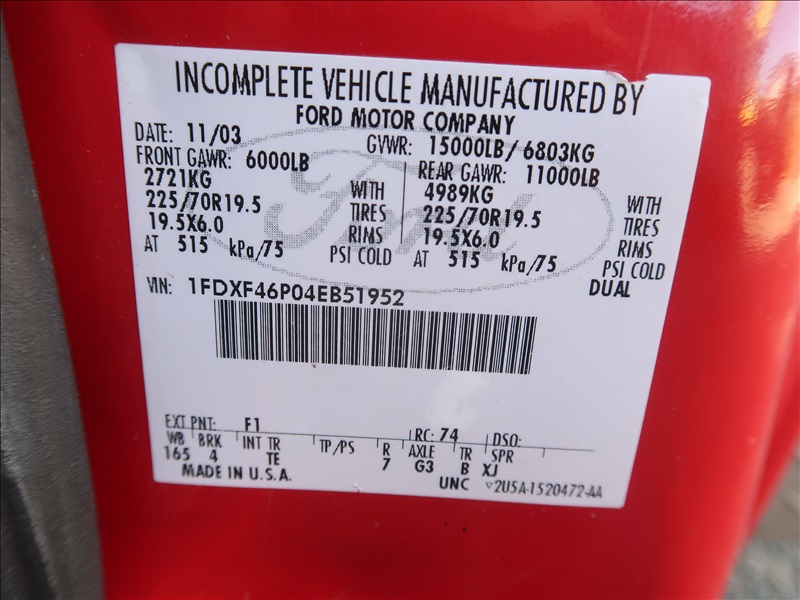 INCOMPLETE VEHICLE MANUFACTURED BY
FORD MOTOR COMPANY
DATE: 11/03 GVWR: 15000LB/6803KG
FRONT GAWR: 6000LB REAR GAWR: 11000LB
2721KG WITH 4989KG WITH
225/70R19.5 TIRES 225/70R19.5 TIRES
19.5X6.0 RIMS 19.5X6.0 RIMS
AT 515 kPa/75 PSI COLD AT 515 kPa/75 PSI COLD
DUAL
VIN: 1FDXF46P04EB51952
Ford
EXT PNT: F1 RC: 74 DSO:
WB BRK INT TR TP/PS R AXLE TR SPR
165 4 TE 7 G3 B XJ
MADE IN U.S.A. UNC 2U5A-1520472-AA